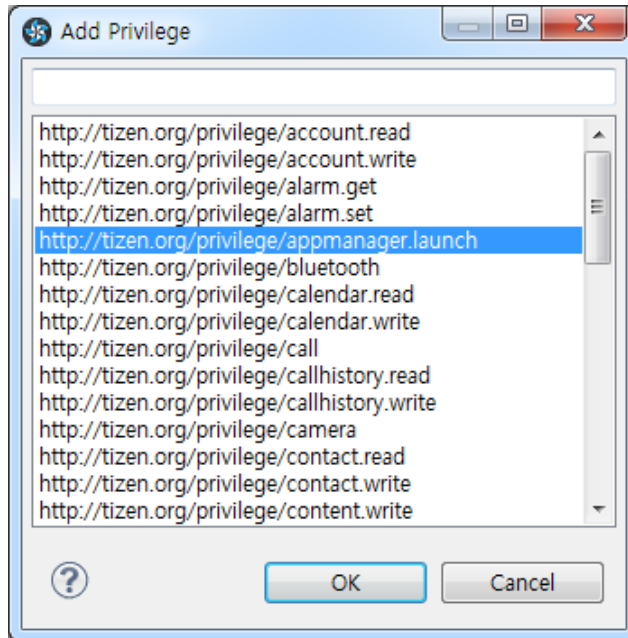 Add Privilege
http://tizen.org/privilege/account.read
http://tizen.org/privilege/account.write
http://tizen.org/privilege/alarm.get
http://tizen.org/privilege/alarm.set
http://tizen.org/privilege/appmanager.launch
http://tizen.org/privilege/bluetooth
http://tizen.org/privilege/calendar.read
http://tizen.org/privilege/calendar.write
http://tizen.org/privilege/call
http://tizen.org/privilege/callhistory.read
http://tizen.org/privilege/callhistory.write
http://tizen.org/privilege/camera
http://tizen.org/privilege/contact.read
http://tizen.org/privilege/contact.write
http://tizen.org/privilege/content.write
? OK Cancel